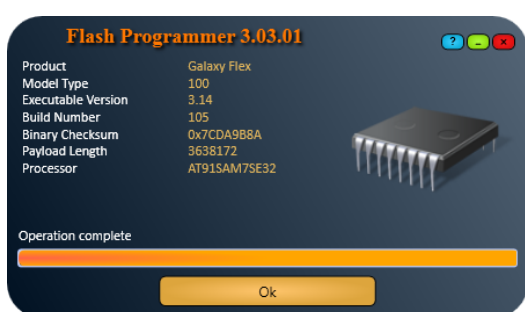 Flash Programmer 3.03.01
?
Product Galaxy Flex
Model Type 100
Executable Version 3.14
Build Number 105
Binary Checksum 0x7CDA9B8A
Payload Length 3638172
Processor AT91SAM7SE32
Operation complete
Ok